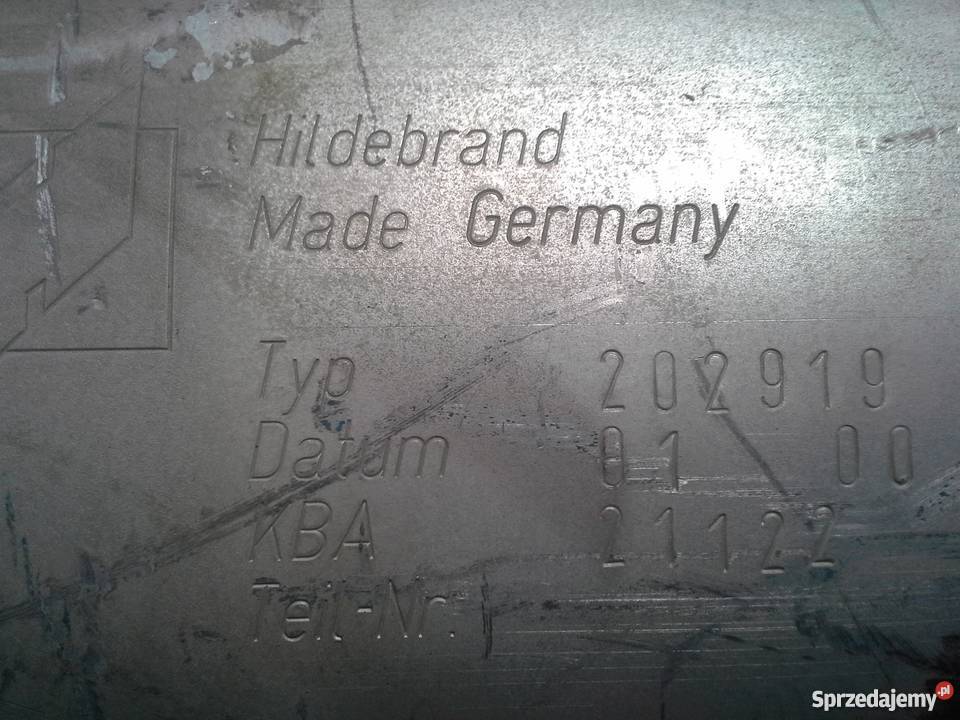 Hildebrand
Made Germany
Typ 202919
Datum 01 00
KBA 21122
Teil-Nr.
Sprzedajemy.pl